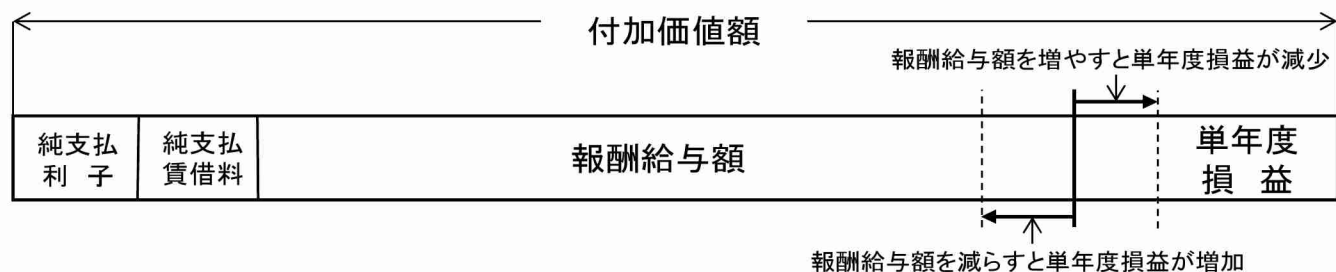 付加価値額
報酬給与額を増やすと単年度損益が減少
純支払
利 子
純支払
賃借料
報酬給与額
単年度
損 益
報酬給与額を減らすと単年度損益が増加